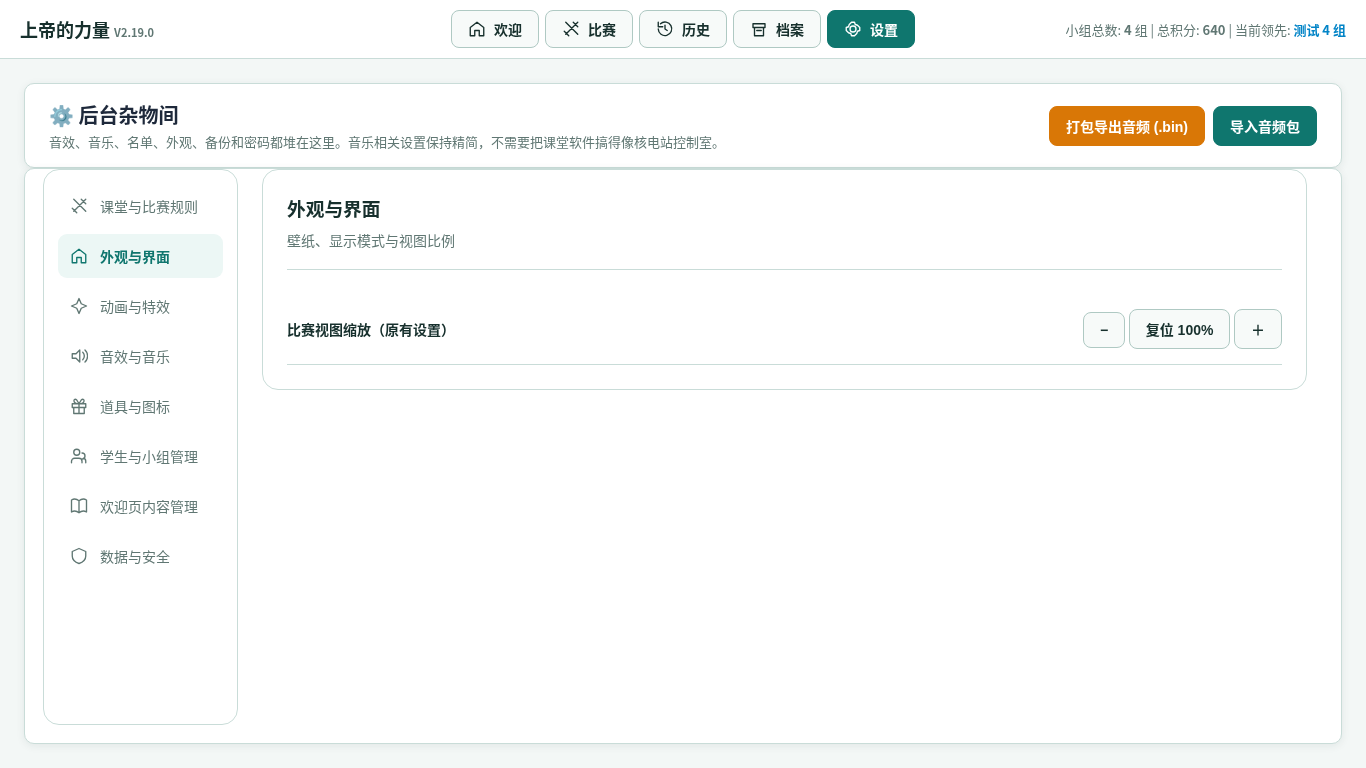 上帝的力量 V2.19.0
欢迎
比赛
历史
档案
设置
小组总数: 4 组 | 总积分: 640 | 当前领先: 测试 4 组
⚙️ 后台杂物间
音效、音乐、名单、外观、备份和密码都堆在这里。音乐相关设置保持精简，不需要把课堂软件搞得像核电站控制室。
打包导出音频 (.bin)
导入音频包
课堂与比赛规则
外观与界面
动画与特效
音效与音乐
道具与图标
学生与小组管理
欢迎页内容管理
数据与安全
外观与界面
壁纸、显示模式与视图比例
比赛视图缩放（原有设置）
−
复位 100%
＋